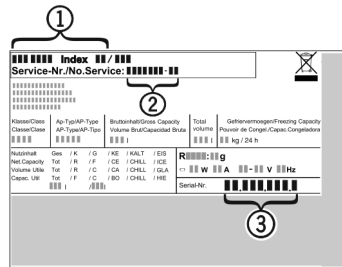 1
Index /
Service-Nr./No.Service: -
2
Klasse/Class Ap-Typ/AP-Type Bruttoinhalt/Gross Capacity Total Gefriervermoegen/Freezing Capacity
Classe/Clase AP-Type/AP-Tipo Volume Brut/Capacidad Bruta volume Pouvoir de Congel./Capac.Congeladora
l l kg / 24 h
Nutzinhalt Ges / K / G / KE / KALT / EIS
Net.Capacity Tot / R / F / CE / CHILL / ICE
Volume Utile Tot / R / C / CA / CHILL / GLA
Capac. Util Tot / F / C / BO / CHILL / HIE
l / l
R : g
W A - V Hz
Serial-Nr. . . .
3